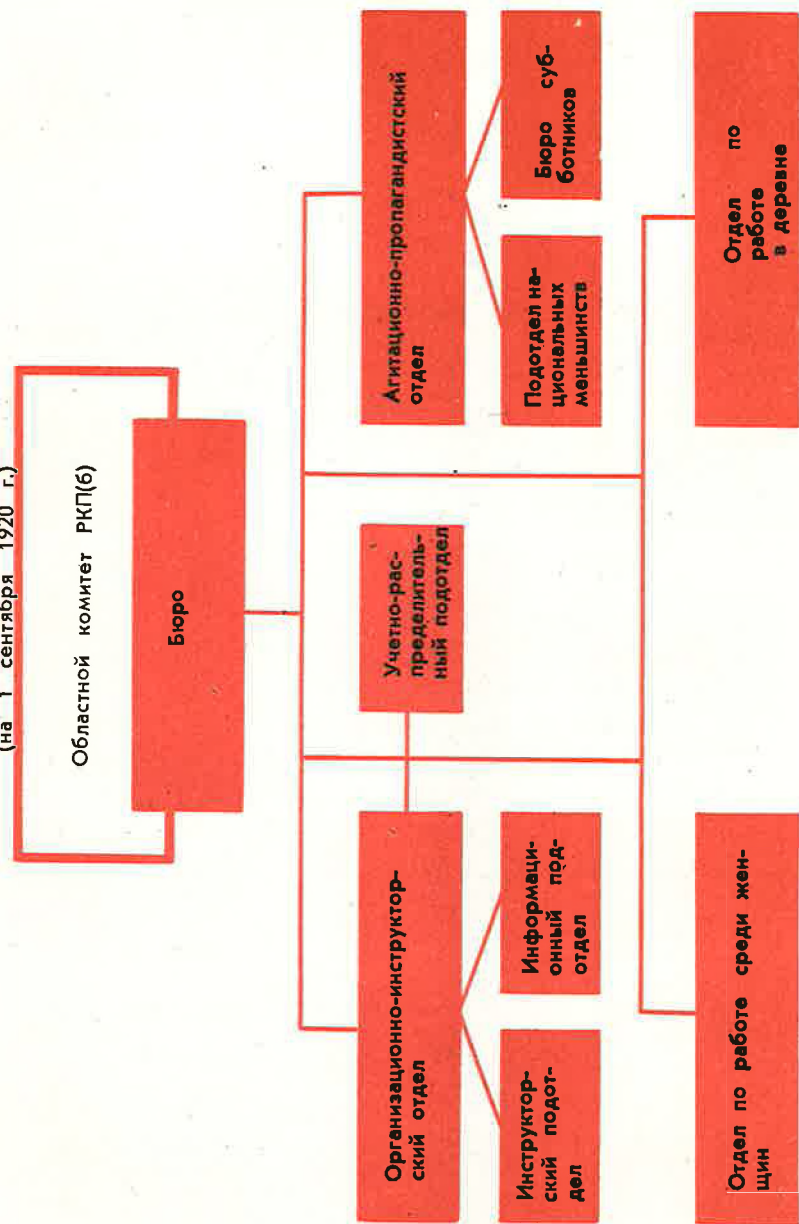 (на 1 сентября 1920 г.)
Областной комитет РКП(б)
Бюро
Организационно-инструктор-
ский отдел
Учетно-рас-
пределитель-
ный подотдел
Агитационно-пропагандистский
отдел
Инструктор-
ский подот-
дел
Информаци-
онный под-
отдел
Подотдел на-
циональных
меньшинств
Бюро суб-
ботников
Отдел по работе среди жен-
щин
Отдел по
работе
в деревне